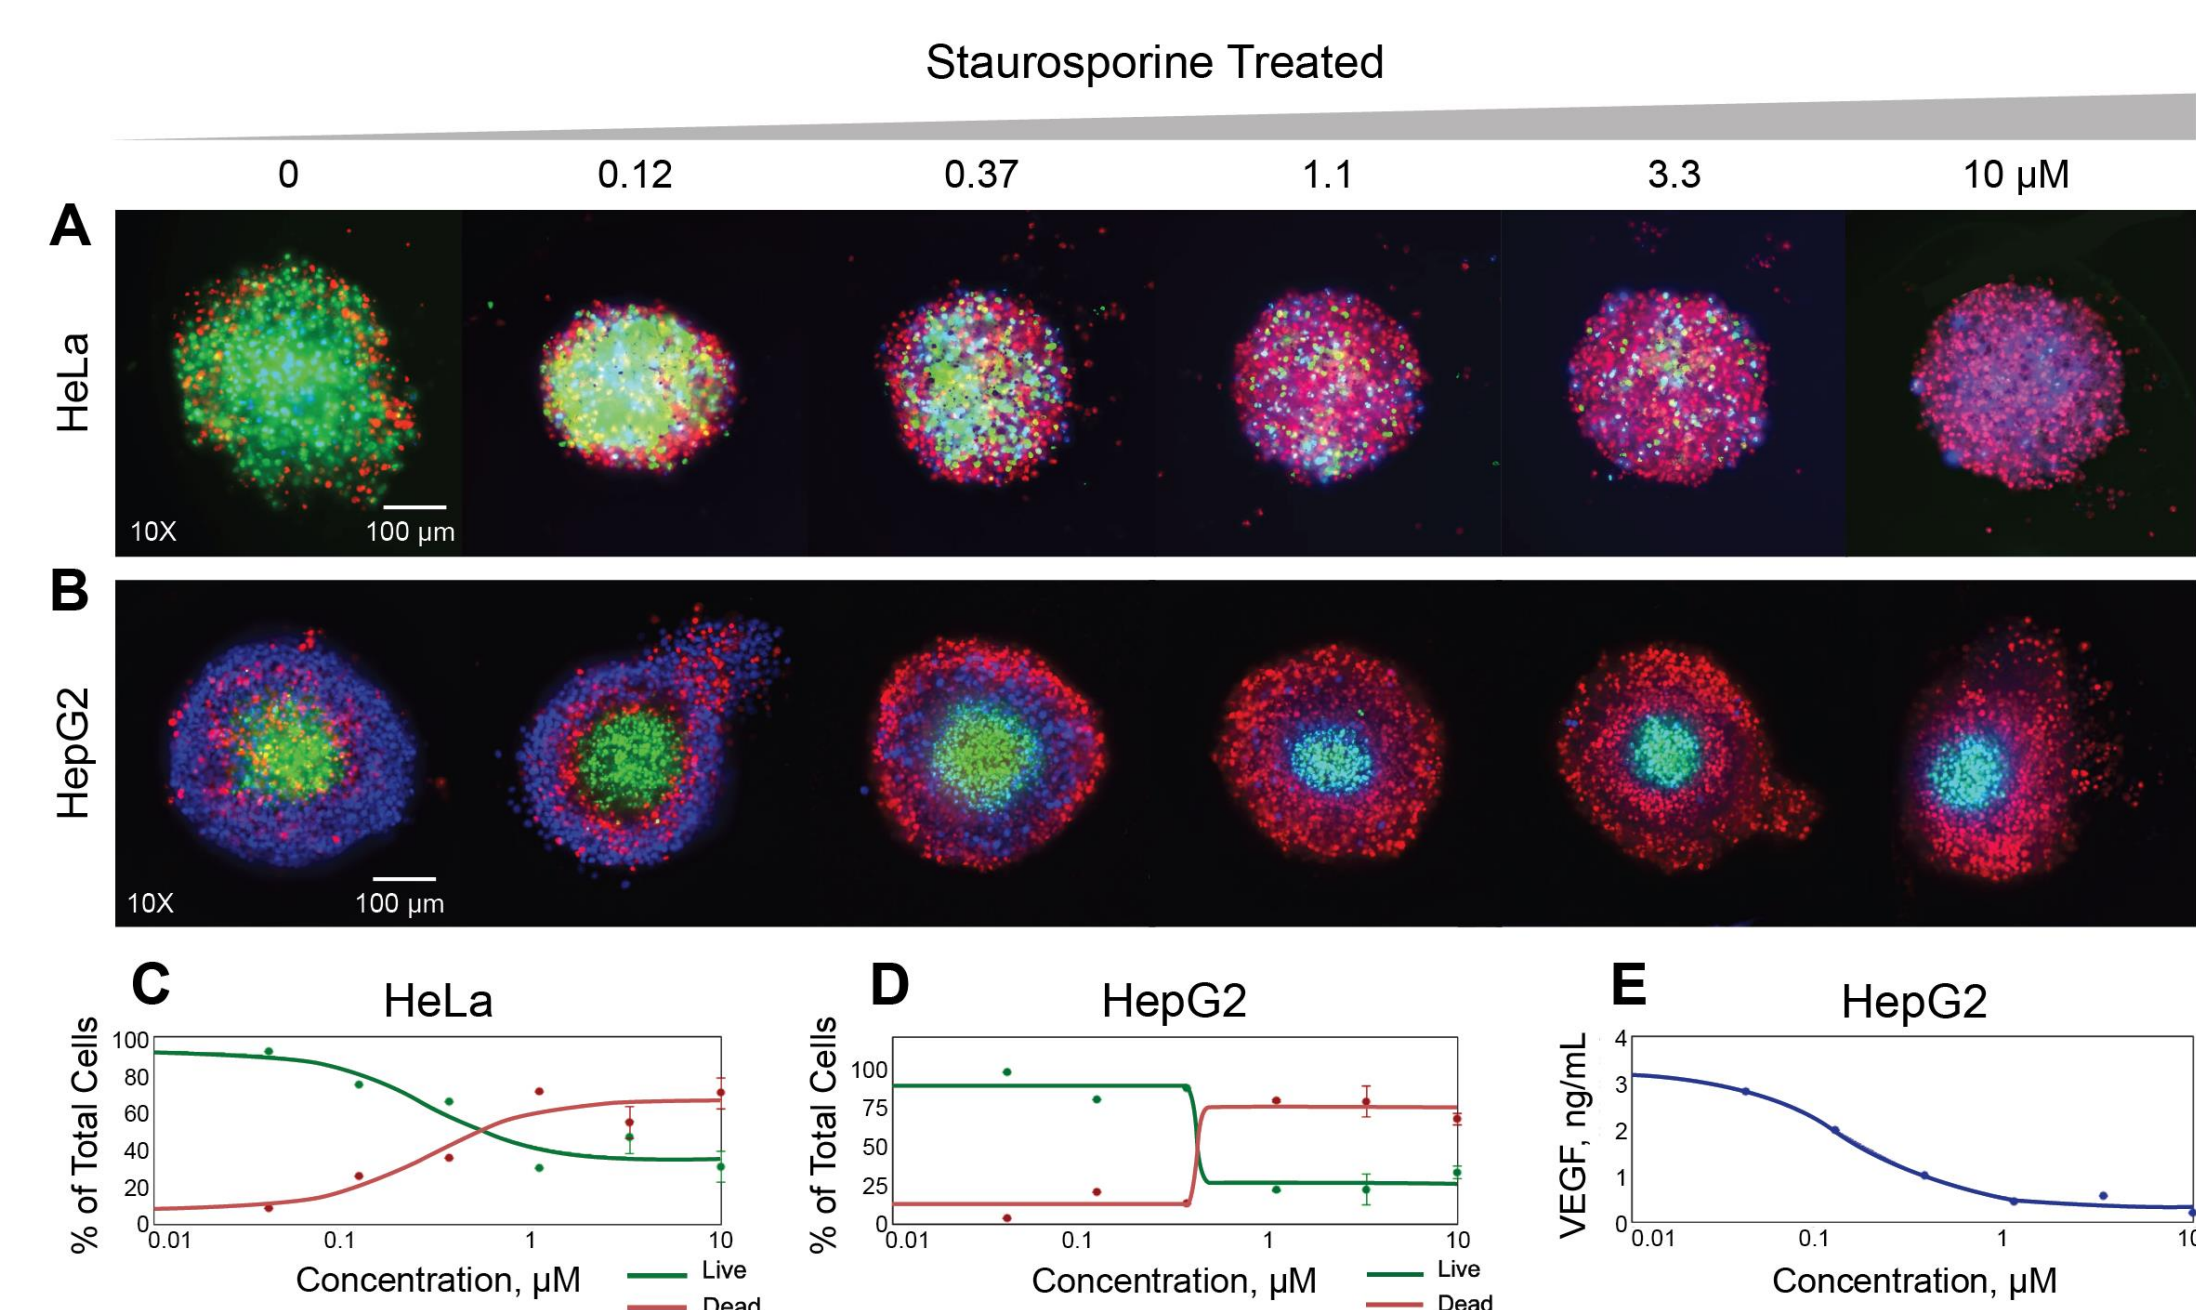 Staurosporine Treated
0 0.12 0.37 1.1 3.3 10 µM
A
HeLa
10X 100 µm
B
HepG2
10X 100 µm
C HeLa
% of Total Cells
100
80
60
40
20
0
0.01 0.1 1 10
Concentration, µM
Live
Dead
D HepG2
% of Total Cells
100
75
50
25
0
0.01 0.1 1 10
Concentration, µM
Live
Dead
E HepG2
VEGF, ng/mL
4
3
2
1
0
0.01 0.1 1 10
Concentration, µM